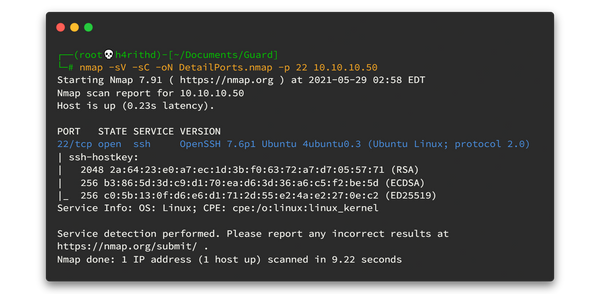 ┌──(root💀h4rithd)-[~/Documents/Guard]
└─# nmap -sV -sC -oN DetailPorts.nmap -p 22 10.10.10.50
Starting Nmap 7.91 ( https://nmap.org ) at 2021-05-29 02:58 EDT
Nmap scan report for 10.10.10.50
Host is up (0.23s latency).

PORT   STATE SERVICE VERSION
22/tcp open  ssh     OpenSSH 7.6p1 Ubuntu 4ubuntu0.3 (Ubuntu Linux; protocol 2.0)
| ssh-hostkey:
|   2048 2a:64:23:e0:a7:ec:1d:3b:f0:63:72:a7:d7:05:57:71 (RSA)
|   256 b3:86:5d:3d:c9:d1:70:ea:d6:3d:36:a6:c5:f2:be:5d (ECDSA)
|_  256 c0:5b:13:0f:d6:e6:d1:71:2d:55:e2:4a:e2:27:0e:c2 (ED25519)
Service Info: OS: Linux; CPE: cpe:/o:linux:linux_kernel

Service detection performed. Please report any incorrect results at
https://nmap.org/submit/ .
Nmap done: 1 IP address (1 host up) scanned in 9.22 seconds